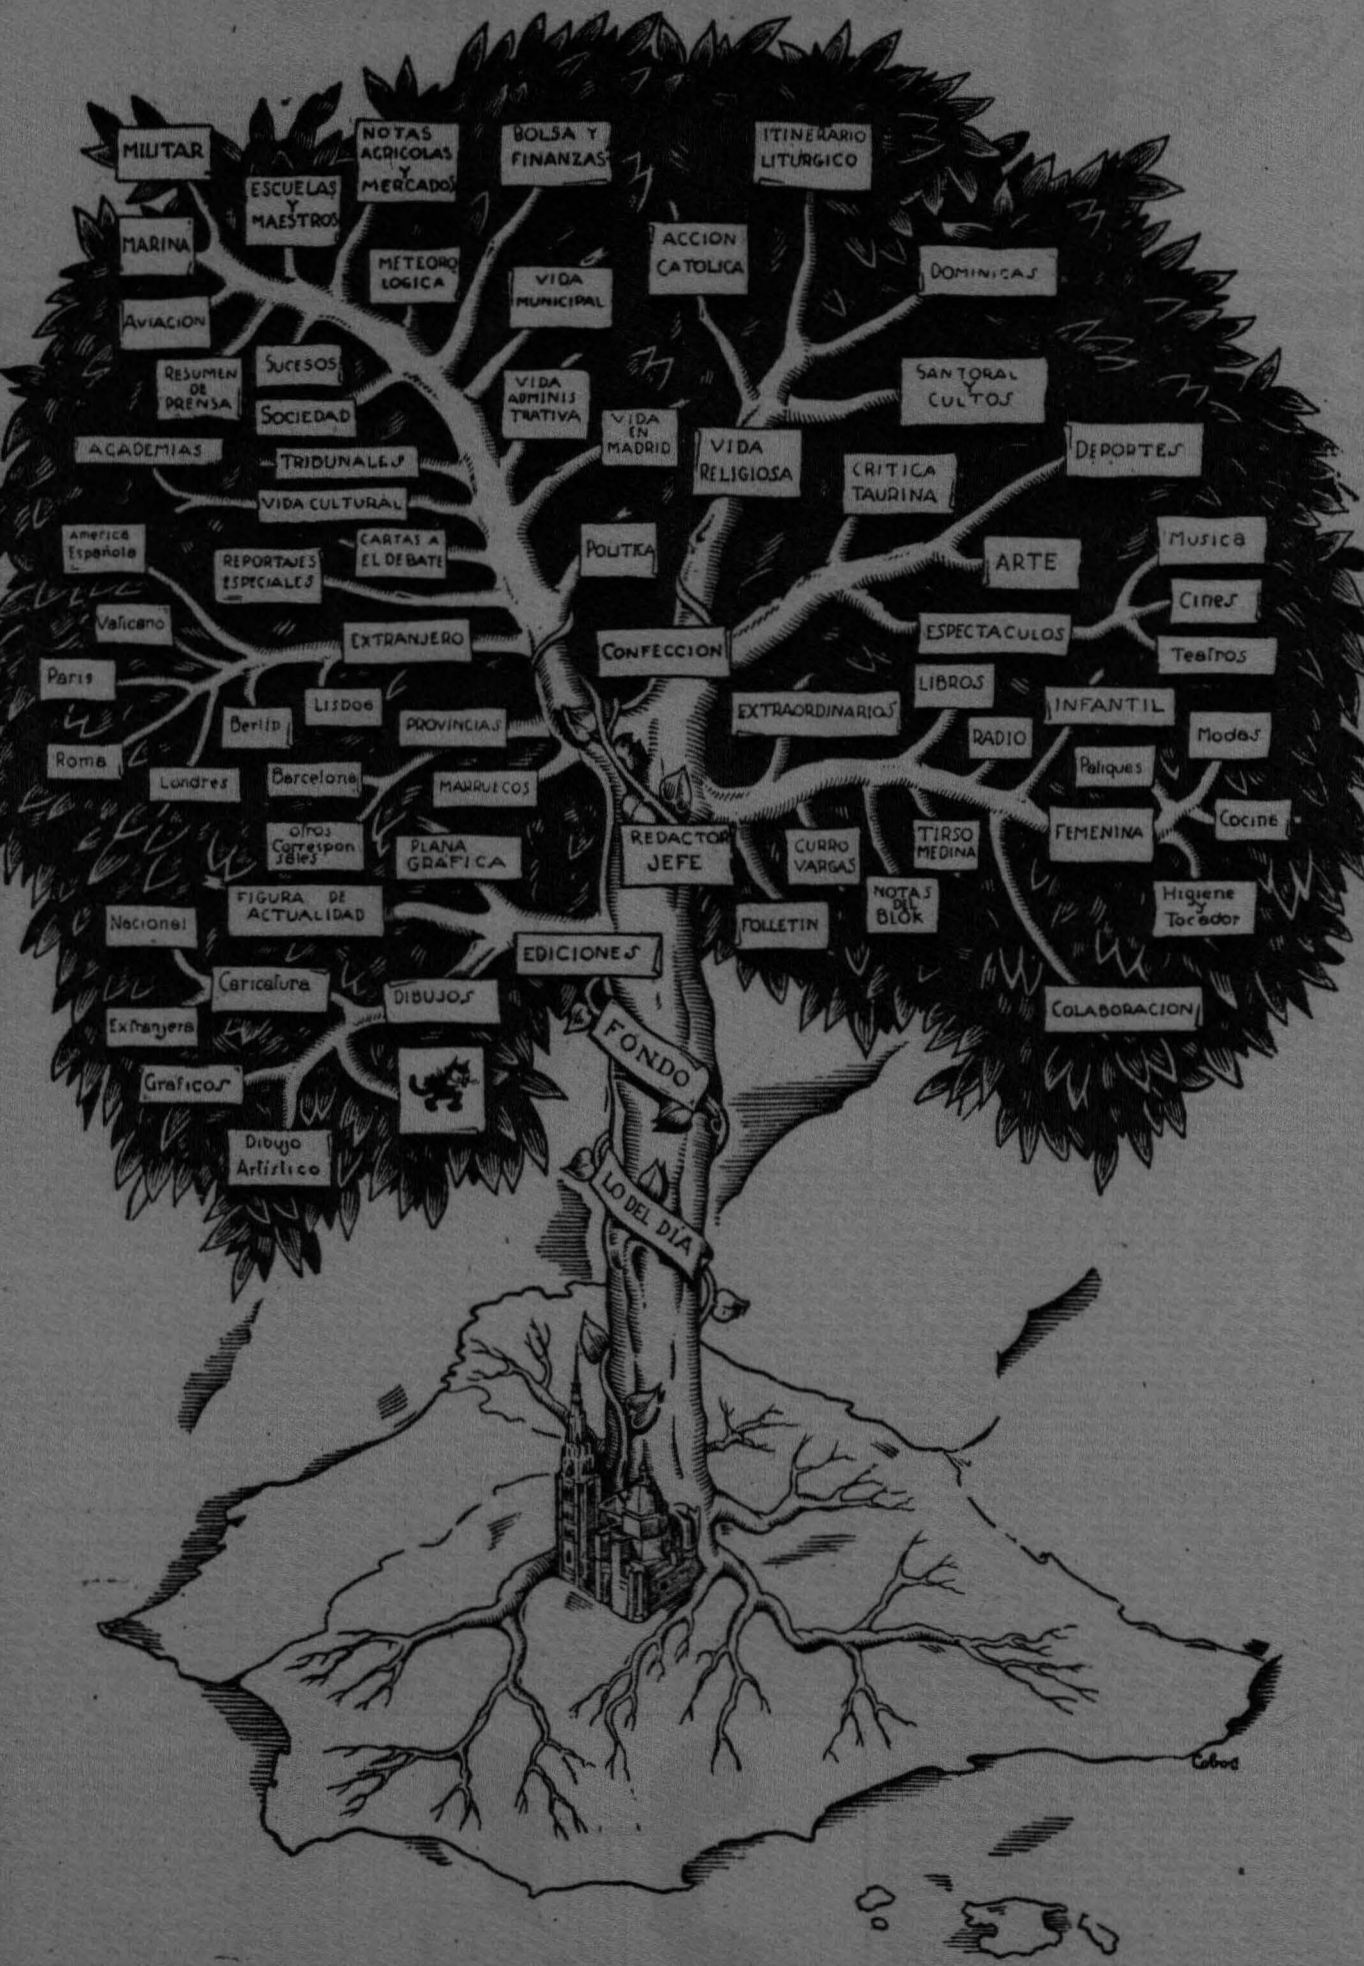 MILITAR
NOTAS
AGRICOLAS
Y
MERCADOS
BOLSA Y
FINANZAS
ITINERARIO
LITURGICO
ESCUELAS
Y
MAESTROS
MARINA
METEORO
LOGICA
VIDA
MUNICIPAL
ACCION
CATOLICA
DOMINICAS
AVIACION
RESUMEN
DE
PRENSA
SUCESOS
SOCIEDAD
VIDA
ADMINIS
TRATIVA
VIDA
EN
MADRID
SANTORAL
Y
CULTOS
ACADEMIAS
TRIBUNALES
VIDA
RELIGIOSA
CRITICA
TAURINA
DEPORTES
VIDA CULTURAL
America
Española
REPORTAJES
ESPECIALES
CARTAS A
EL DEBATE
POLITICA
ARTE
Musica
Cines
Teatros
Vaticano
EXTRANJERO
CONFECCION
ESPECTACULOS
Paris
Lisboa
Berlin
PROVINCIAS
EXTRAORDINARIOS
LIBROS
INFANTIL
RADIO
Modas
Roma
Londres
Barcelona
MARRUECOS
Paliques
Cocina
otros
Correspon
sales
PLANA
GRAFICA
REDACTOR
JEFE
CURRO
VARGAS
TIRSO
MEDINA
FEMENINA
FIGURA DE
ACTUALIDAD
FOLLETIN
NOTAS
DEL
BLOK
Higiene
y
Tocador
Nacional
EDICIONES
Caricatura
DIBUJOS
COLABORACION
Extranjera
FONDO
Gráficos
Dibujo
Artístico
LO DEL DÍA
Cobos